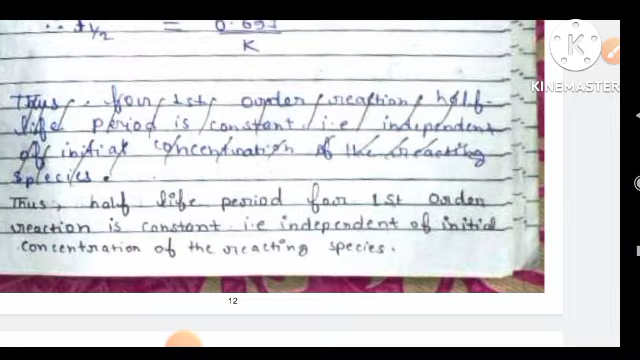 ∴ t½ = 0.693
K
Thus, for 1st order reaction, half
life period is constant i.e independent
of initial concentration of the reacting
species.
Thus, half life period for 1st order
reaction is constant i.e independent of initial
concentration of the reacting species.
12
KINEMASTER